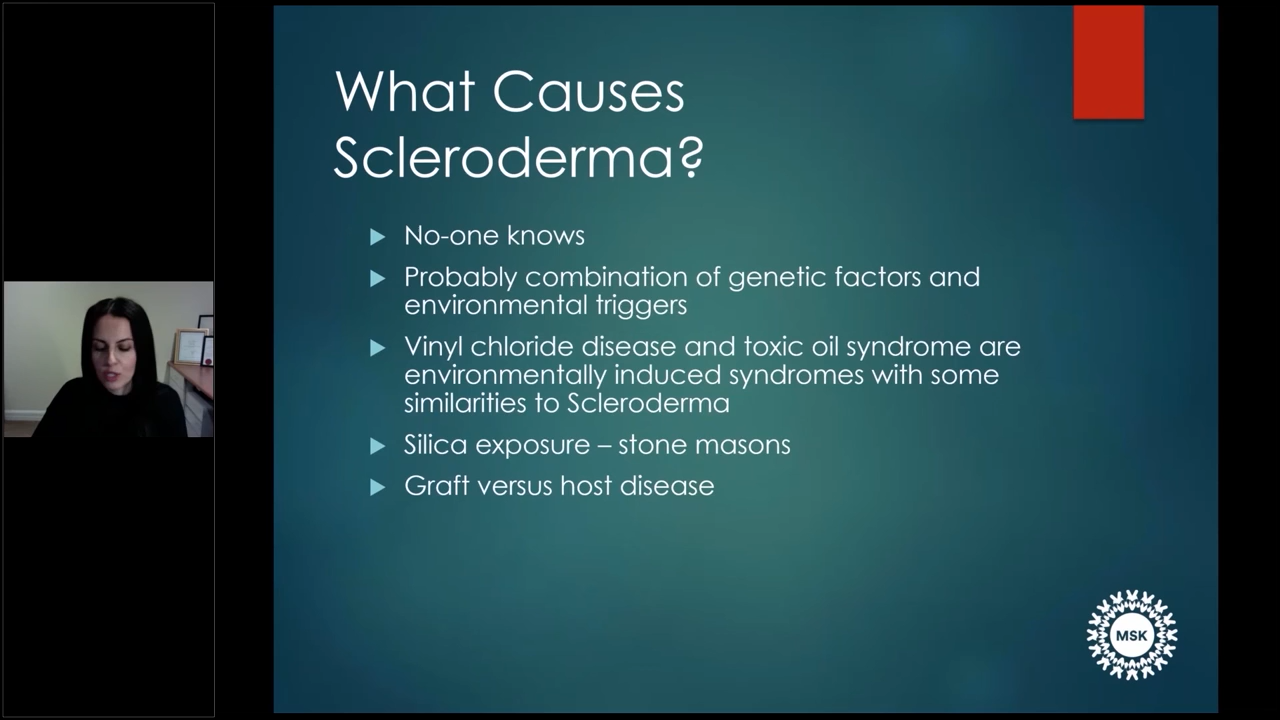 What Causes
Scleroderma?
No-one knows
Probably combination of genetic factors and
environmental triggers
Vinyl chloride disease and toxic oil syndrome are
environmentally induced syndromes with some
similarities to Scleroderma
Silica exposure – stone masons
Graft versus host disease
MSK